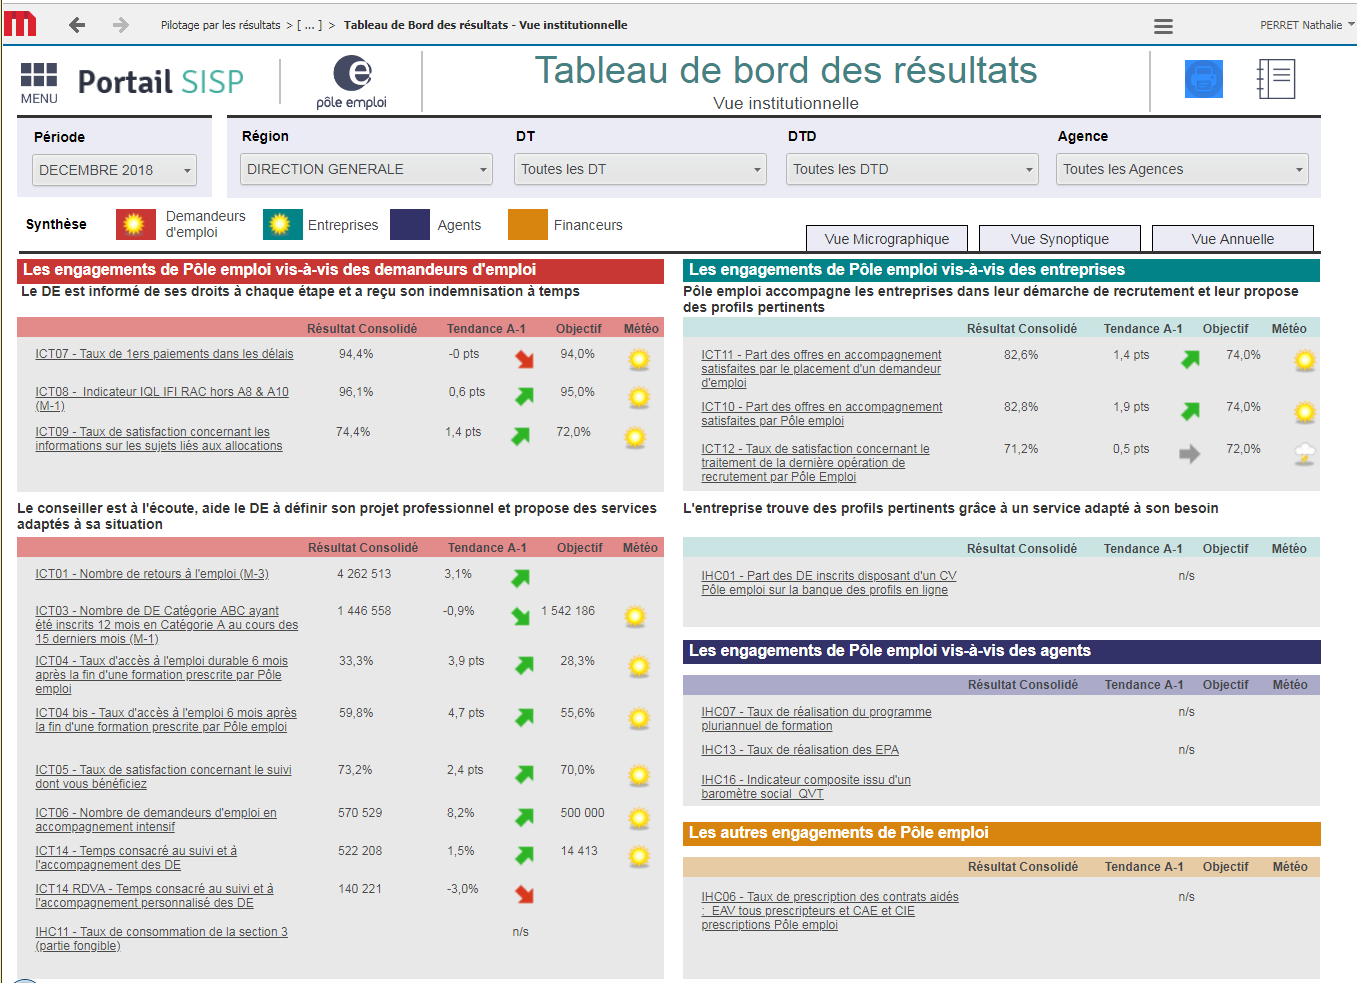 Pilotage par les résultats > [ ... ] > Tableau de Bord des résultats - Vue institutionnelle
PERRET Nathalie
MENU
Portail SISP
pôle emploi
Tableau de bord des résultats
Vue institutionnelle
Période
DECEMBRE 2018
Région
DIRECTION GENERALE
DT
Toutes les DT
DTD
Toutes les DTD
Agence
Toutes les Agences
Synthèse
Demandeurs
d'emploi
Entreprises
Agents
Financeurs
Vue Micrographique
Vue Synoptique
Vue Annuelle
Les engagements de Pôle emploi vis-à-vis des demandeurs d'emploi
Le DE est informé de ses droits à chaque étape et a reçu son indemnisation à temps
Résultat Consolidé Tendance A-1 Objectif Météo
ICT07 - Taux de 1ers paiements dans les délais 94,4% -0 pts 94,0%
ICT08 - Indicateur IQL IFI RAC hors A8 & A10 96,1% 0,6 pts 95,0%
(M-1)
ICT09 - Taux de satisfaction concernant les 74,4% 1,4 pts 72,0%
informations sur les sujets liés aux allocations
Le conseiller est à l'écoute, aide le DE à définir son projet professionnel et propose des services
adaptés à sa situation
Résultat Consolidé Tendance A-1 Objectif Météo
ICT01 - Nombre de retours à l'emploi (M-3) 4 262 513 3,1%
ICT03 - Nombre de DE Catégorie ABC ayant 1 446 558 -0,9% 1 542 186
été inscrits 12 mois en Catégorie A au cours des
15 derniers mois (M-1)
ICT04 - Taux d'accès à l'emploi durable 6 mois 33,3% 3,9 pts 28,3%
après la fin d'une formation prescrite par Pôle
emploi
ICT04 bis - Taux d'accès à l'emploi 6 mois après 59,8% 4,7 pts 55,6%
la fin d'une formation prescrite par Pôle emploi
ICT05 - Taux de satisfaction concernant le suivi 73,2% 2,4 pts 70,0%
dont vous bénéficiez
ICT06 - Nombre de demandeurs d'emploi en 570 529 8,2% 500 000
accompagnement intensif
ICT14 - Temps consacré au suivi et à 522 208 1,5% 14 413
l'accompagnement des DE
ICT14 RDVA - Temps consacré au suivi et à 140 221 -3,0%
l'accompagnement personnalisé des DE
IHC11 - Taux de consommation de la section 3 n/s
(partie fongible)
Les engagements de Pôle emploi vis-à-vis des entreprises
Pôle emploi accompagne les entreprises dans leur démarche de recrutement et leur propose
des profils pertinents
Résultat Consolidé Tendance A-1 Objectif Météo
ICT11 - Part des offres en accompagnement 82,6% 1,4 pts 74,0%
satisfaites par le placement d'un demandeur
d'emploi
ICT10 - Part des offres en accompagnement 82,8% 1,9 pts 74,0%
satisfaites par Pôle emploi
ICT12 - Taux de satisfaction concernant le 71,2% 0,5 pts 72,0%
traitement de la dernière opération de
recrutement par Pôle Emploi
L'entreprise trouve des profils pertinents grâce à un service adapté à son besoin
Résultat Consolidé Tendance A-1 Objectif Météo
IHC01 - Part des DE inscrits disposant d'un CV n/s
Pôle emploi sur la banque des profils en ligne
Les engagements de Pôle emploi vis-à-vis des agents
Résultat Consolidé Tendance A-1 Objectif Météo
IHC07 - Taux de réalisation du programme n/s
pluriannuel de formation
IHC13 - Taux de réalisation des EPA n/s
IHC16 - Indicateur composite issu d'un
baromètre social QVT
Les autres engagements de Pôle emploi
Résultat Consolidé Tendance A-1 Objectif Météo
IHC06 - Taux de prescription des contrats aidés n/s
: EAV tous prescripteurs et CAE et CIE
prescriptions Pôle emploi